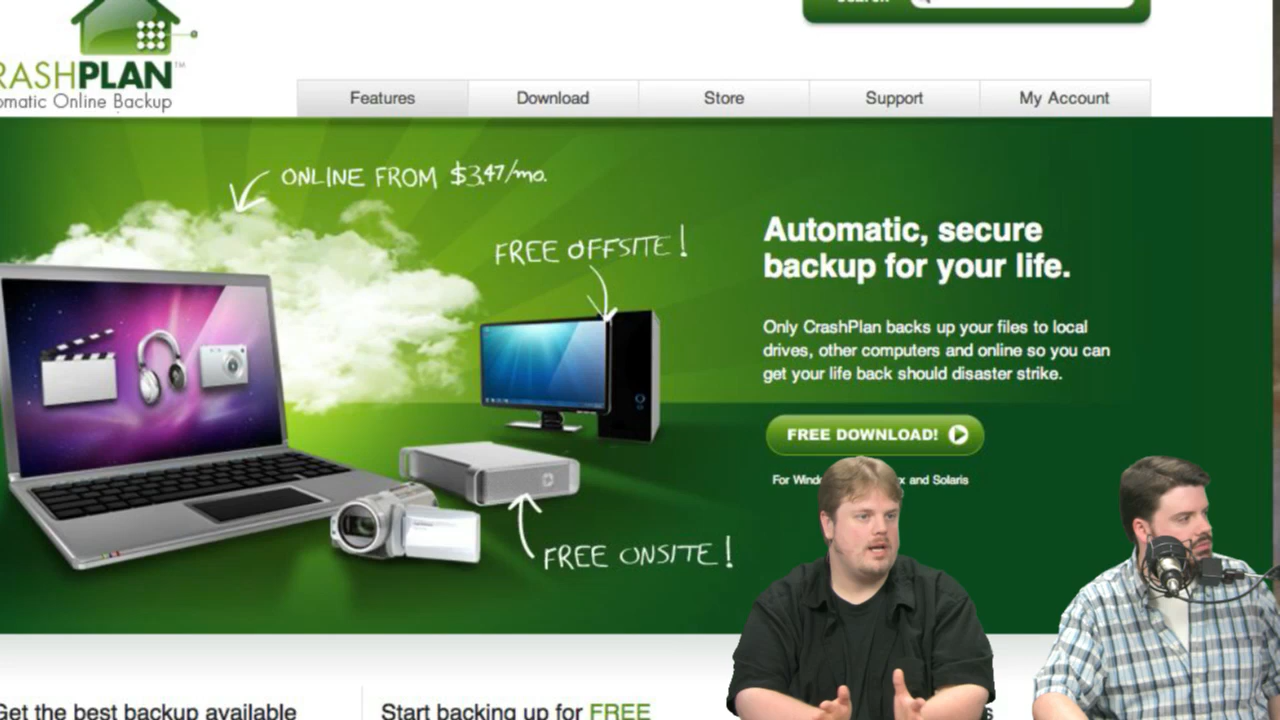 RASHPLAN™
omatic Online Backup
Features
Download
Store
Support
My Account
ONLINE FROM $3.47/mo.
FREE OFFSITE!
Automatic, secure
backup for your life.
Only CrashPlan backs up your files to local
drives, other computers and online so you can
get your life back should disaster strike.
FREE DOWNLOAD!
For
x and Solaris
FREE ONSITE!
Get the best backup available
Start backing up for FREE